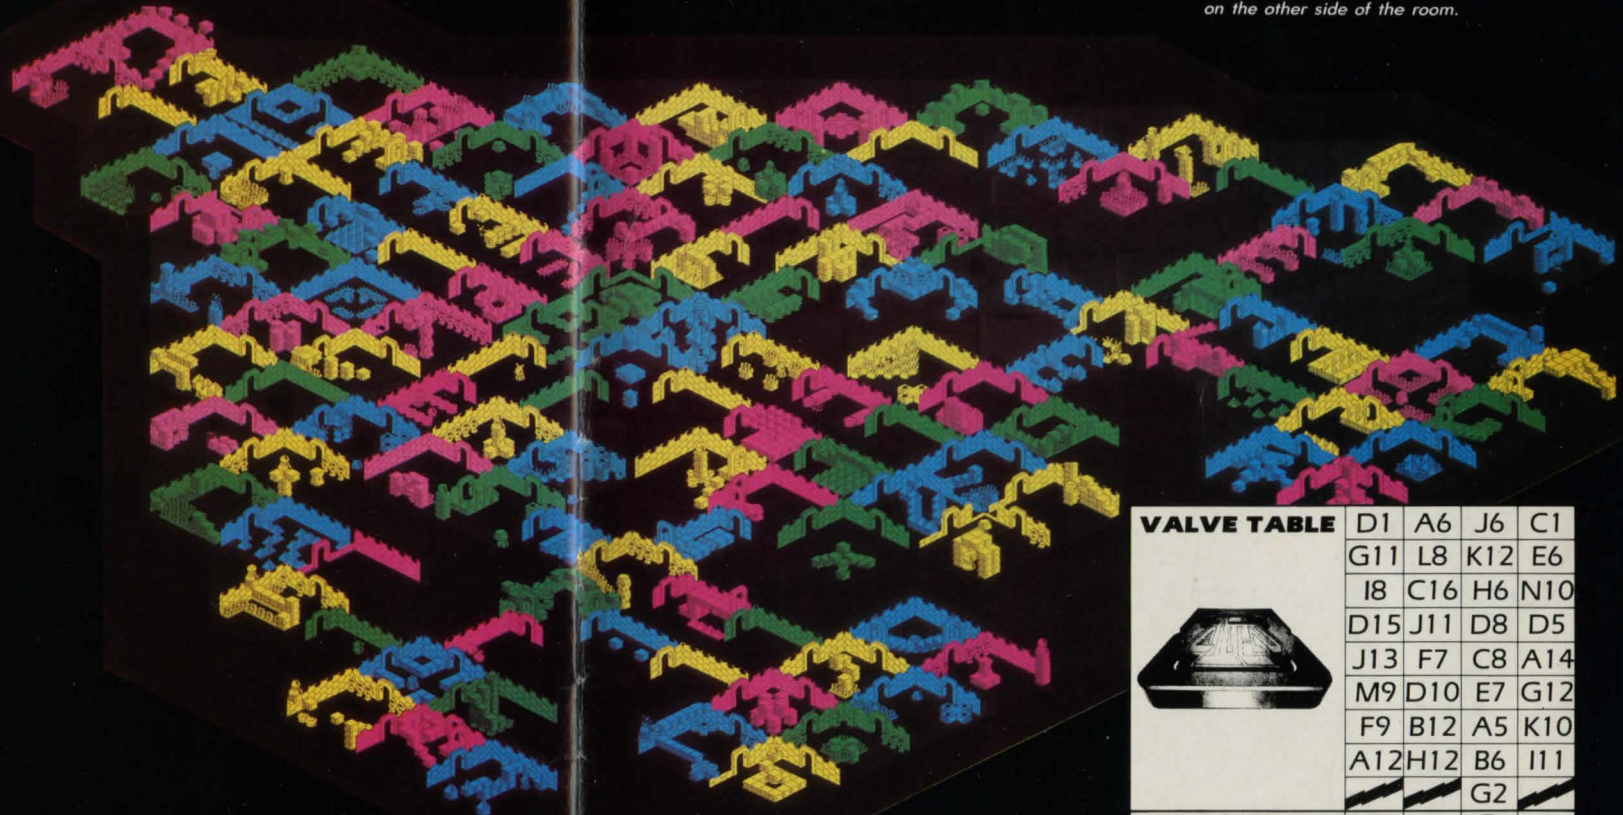 on the other side of the room.
VALVE TABLE D1 A6 J6 C1
G11 L8 K12 E6
I8 C16 H6 N10
D15 J11 D8 D5
J13 F7 C8 A14
M9 D10 E7 G12
F9 B12 A5 K10
A12 H12 B6 I11
G2